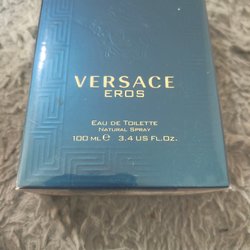 VERSACE
EROS
EAU DE TOILETTE
NATURAL SPRAY
100 ML ℮ 3.4 US FL.OZ.